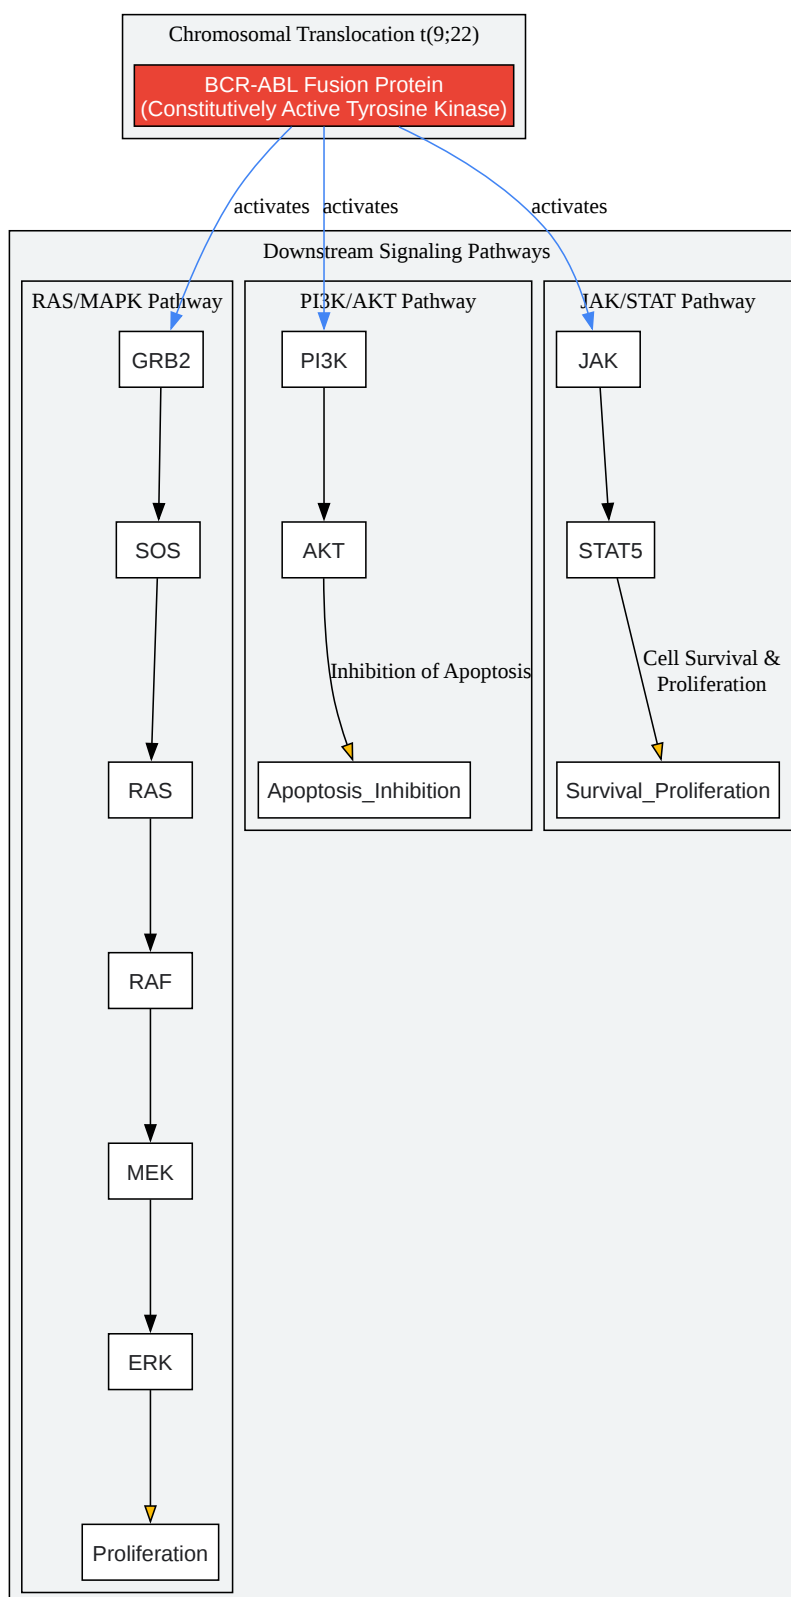 Chromosomal Translocation t(9;22)
BCR-ABL Fusion Protein
(Constitutively Active Tyrosine Kinase)
activates
activates
activates
Downstream Signaling Pathways
RAS/MAPK Pathway
GRB2
SOS
RAS
RAF
MEK
ERK
Proliferation
PI3K/AKT Pathway
PI3K
AKT
Inhibition of Apoptosis
Apoptosis_Inhibition
JAK/STAT Pathway
JAK
STAT5
Cell Survival &
Proliferation
Survival_Proliferation